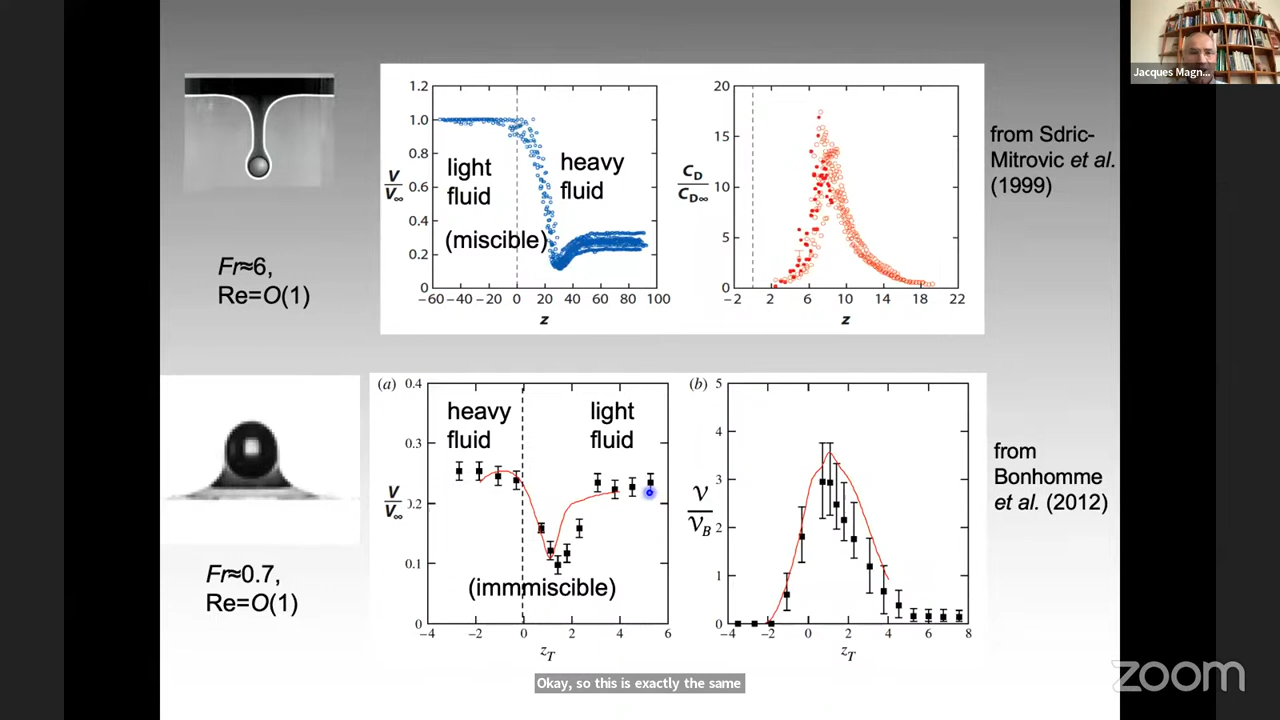 Jacques Magn...
1.2
1.0
0.8
0.6
0.4
0.2
0
V
V∞
light
fluid
(miscible)
heavy
fluid
−60 −40 −20 0 20 40 60 80 100
z
20
15
10
5
0
CD
CD∞
−2 2 6 10 14 18 22
z
from Sdric-
Mitrovic et al.
(1999)
Fr≈6,
Re=O(1)
(a)
0.4
0.3
0.2
0.1
0
V
V∞
heavy
fluid
light
fluid
(immmiscible)
−4 −2 0 2 4 6
zT
(b)
5
4
3
2
1
0
V
VB
−4 −2 0 2 4 6 8
zT
from
Bonhomme
et al. (2012)
Fr≈0.7,
Re=O(1)
Okay, so this is exactly the same
zoom